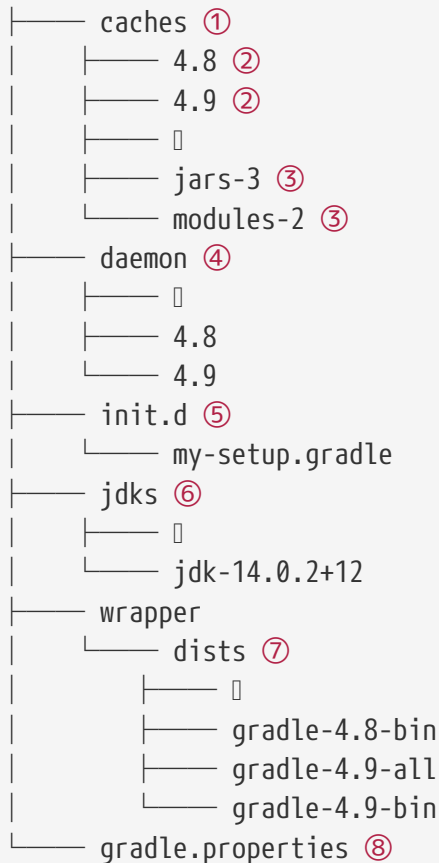 ├── caches ①
│   ├── 4.8 ②
│   ├── 4.9 ②
│   ├── ▯
│   ├── jars-3 ③
│   └── modules-2 ③
├── daemon ④
│   ├── ▯
│   ├── 4.8
│   └── 4.9
├── init.d ⑤
│   └── my-setup.gradle
├── jdks ⑥
│   ├── ▯
│   └── jdk-14.0.2+12
├── wrapper
│   └── dists ⑦
│       ├── ▯
│       ├── gradle-4.8-bin
│       ├── gradle-4.9-all
│       └── gradle-4.9-bin
└── gradle.properties ⑧